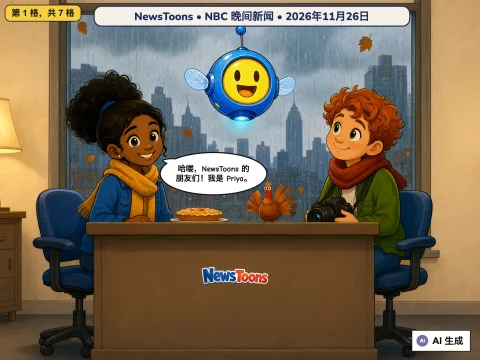 第 1 格，共 7 格
NewsToons • NBC 晚间新闻 • 2026年11月26日
哈喽，NewsToons 的
朋友们！我是 Priya。
NewsToons
AI AI 生成